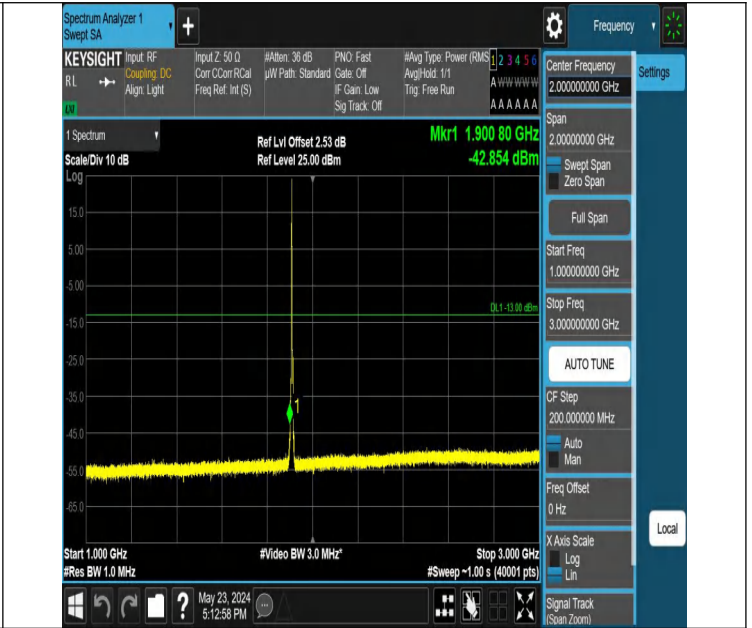 Spectrum Analyzer 1
Swept SA
+
Frequency
KEYSIGHT
RL
Input: RF
Coupling: DC
Align: Light
Input Z: 50 Ω
Corr CCorr RCal
Freq Ref: Int (S)
#Atten: 36 dB
µW Path: Standard
PNO: Fast
Gate: Off
IF Gain: Low
Sig Track: Off
#Avg Type: Power (RMS
Avg|Hold: 1/1
Trig: Free Run
1 2 3 4 5 6
A W W W W W
A A A A A A
1 Spectrum
Scale/Div 10 dB
Log
Ref Lvl Offset 2.53 dB
Ref Level 25.00 dBm
Mkr1 1.900 80 GHz
-42.854 dBm
15.0
5.00
-5.00
-15.0
-25.0
-35.0
-45.0
-55.0
-65.0
DL1 -13.00 dBm
1
Start 1.000 GHz
#Res BW 1.0 MHz
#Video BW 3.0 MHz*
Stop 3.000 GHz
#Sweep ~1.00 s (40001 pts)
Center Frequency
2.000000000 GHz
Settings
Span
2.00000000 GHz
Swept Span
Zero Span
Full Span
Start Freq
1.000000000 GHz
Stop Freq
3.000000000 GHz
AUTO TUNE
CF Step
200.000000 MHz
Auto
Man
Freq Offset
0 Hz
X Axis Scale
Log
Lin
Signal Track
(Span Zoom)
Local
?
May 23, 2024
5:12:58 PM